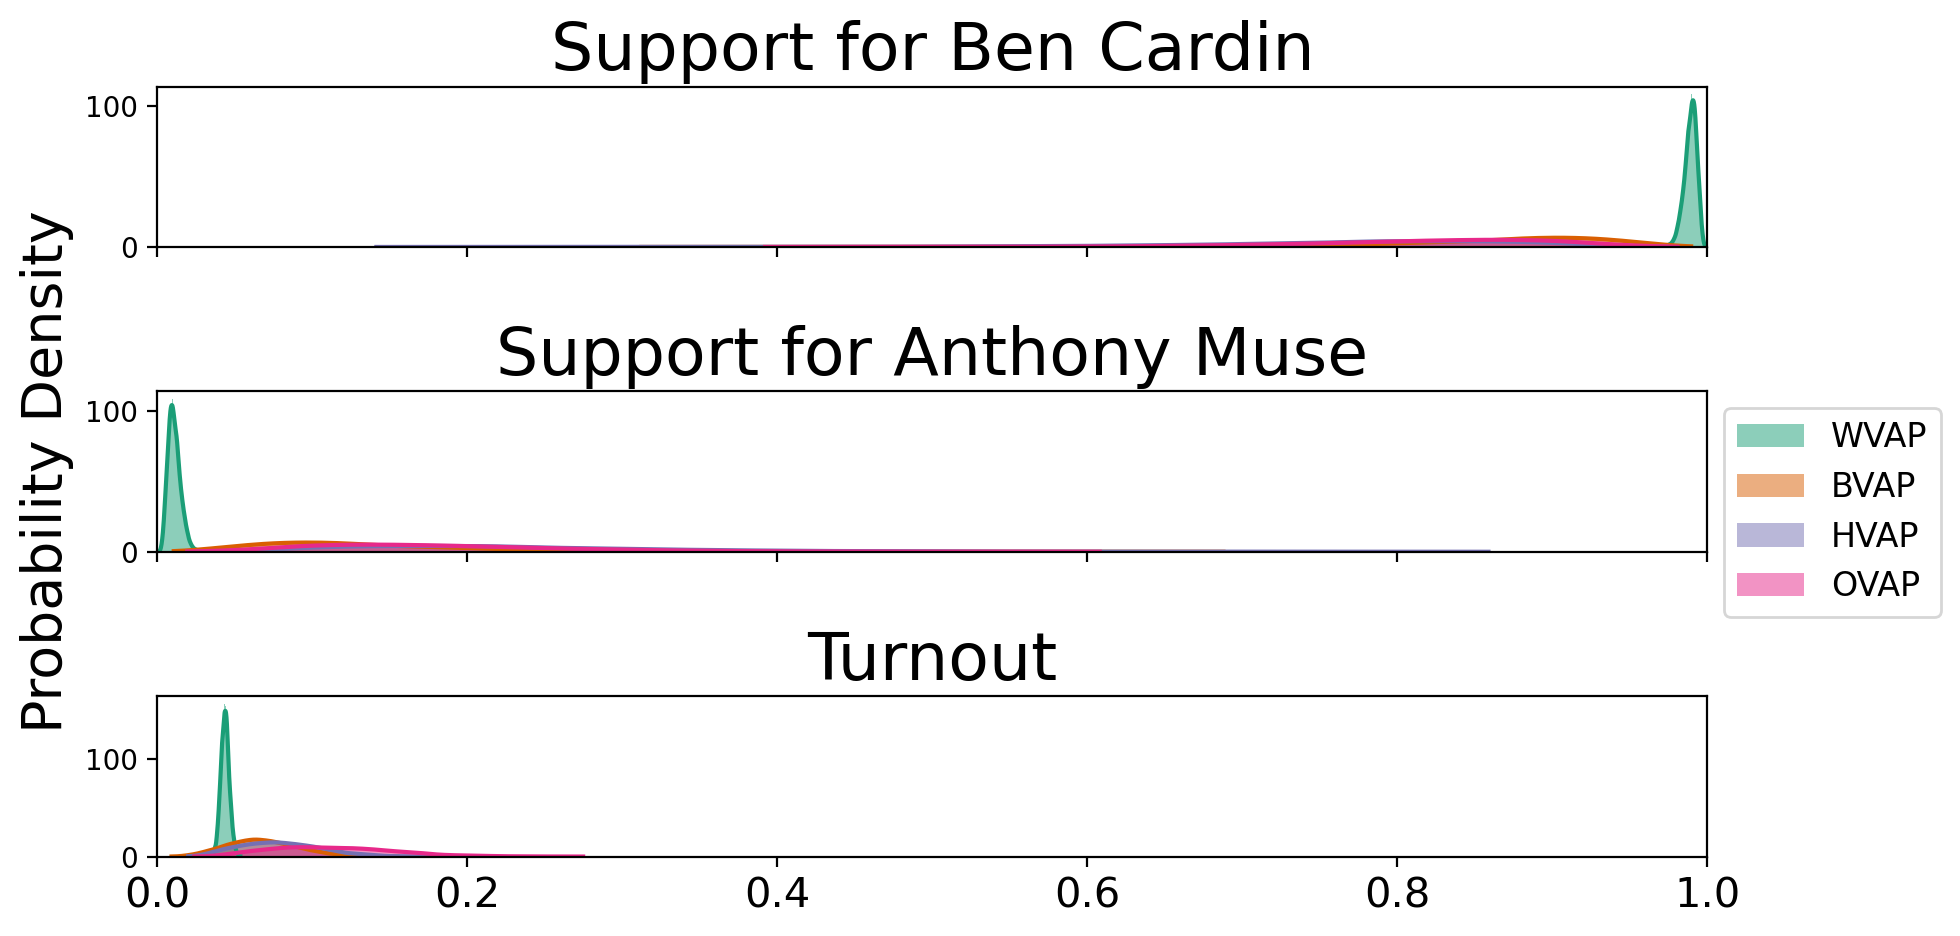 Support for Ben Cardin
100
0
Support for Anthony Muse
100
0
Turnout
100
0
0.0 0.2 0.4 0.6 0.8 1.0
Probability Density
WVAP
BVAP
HVAP
OVAP